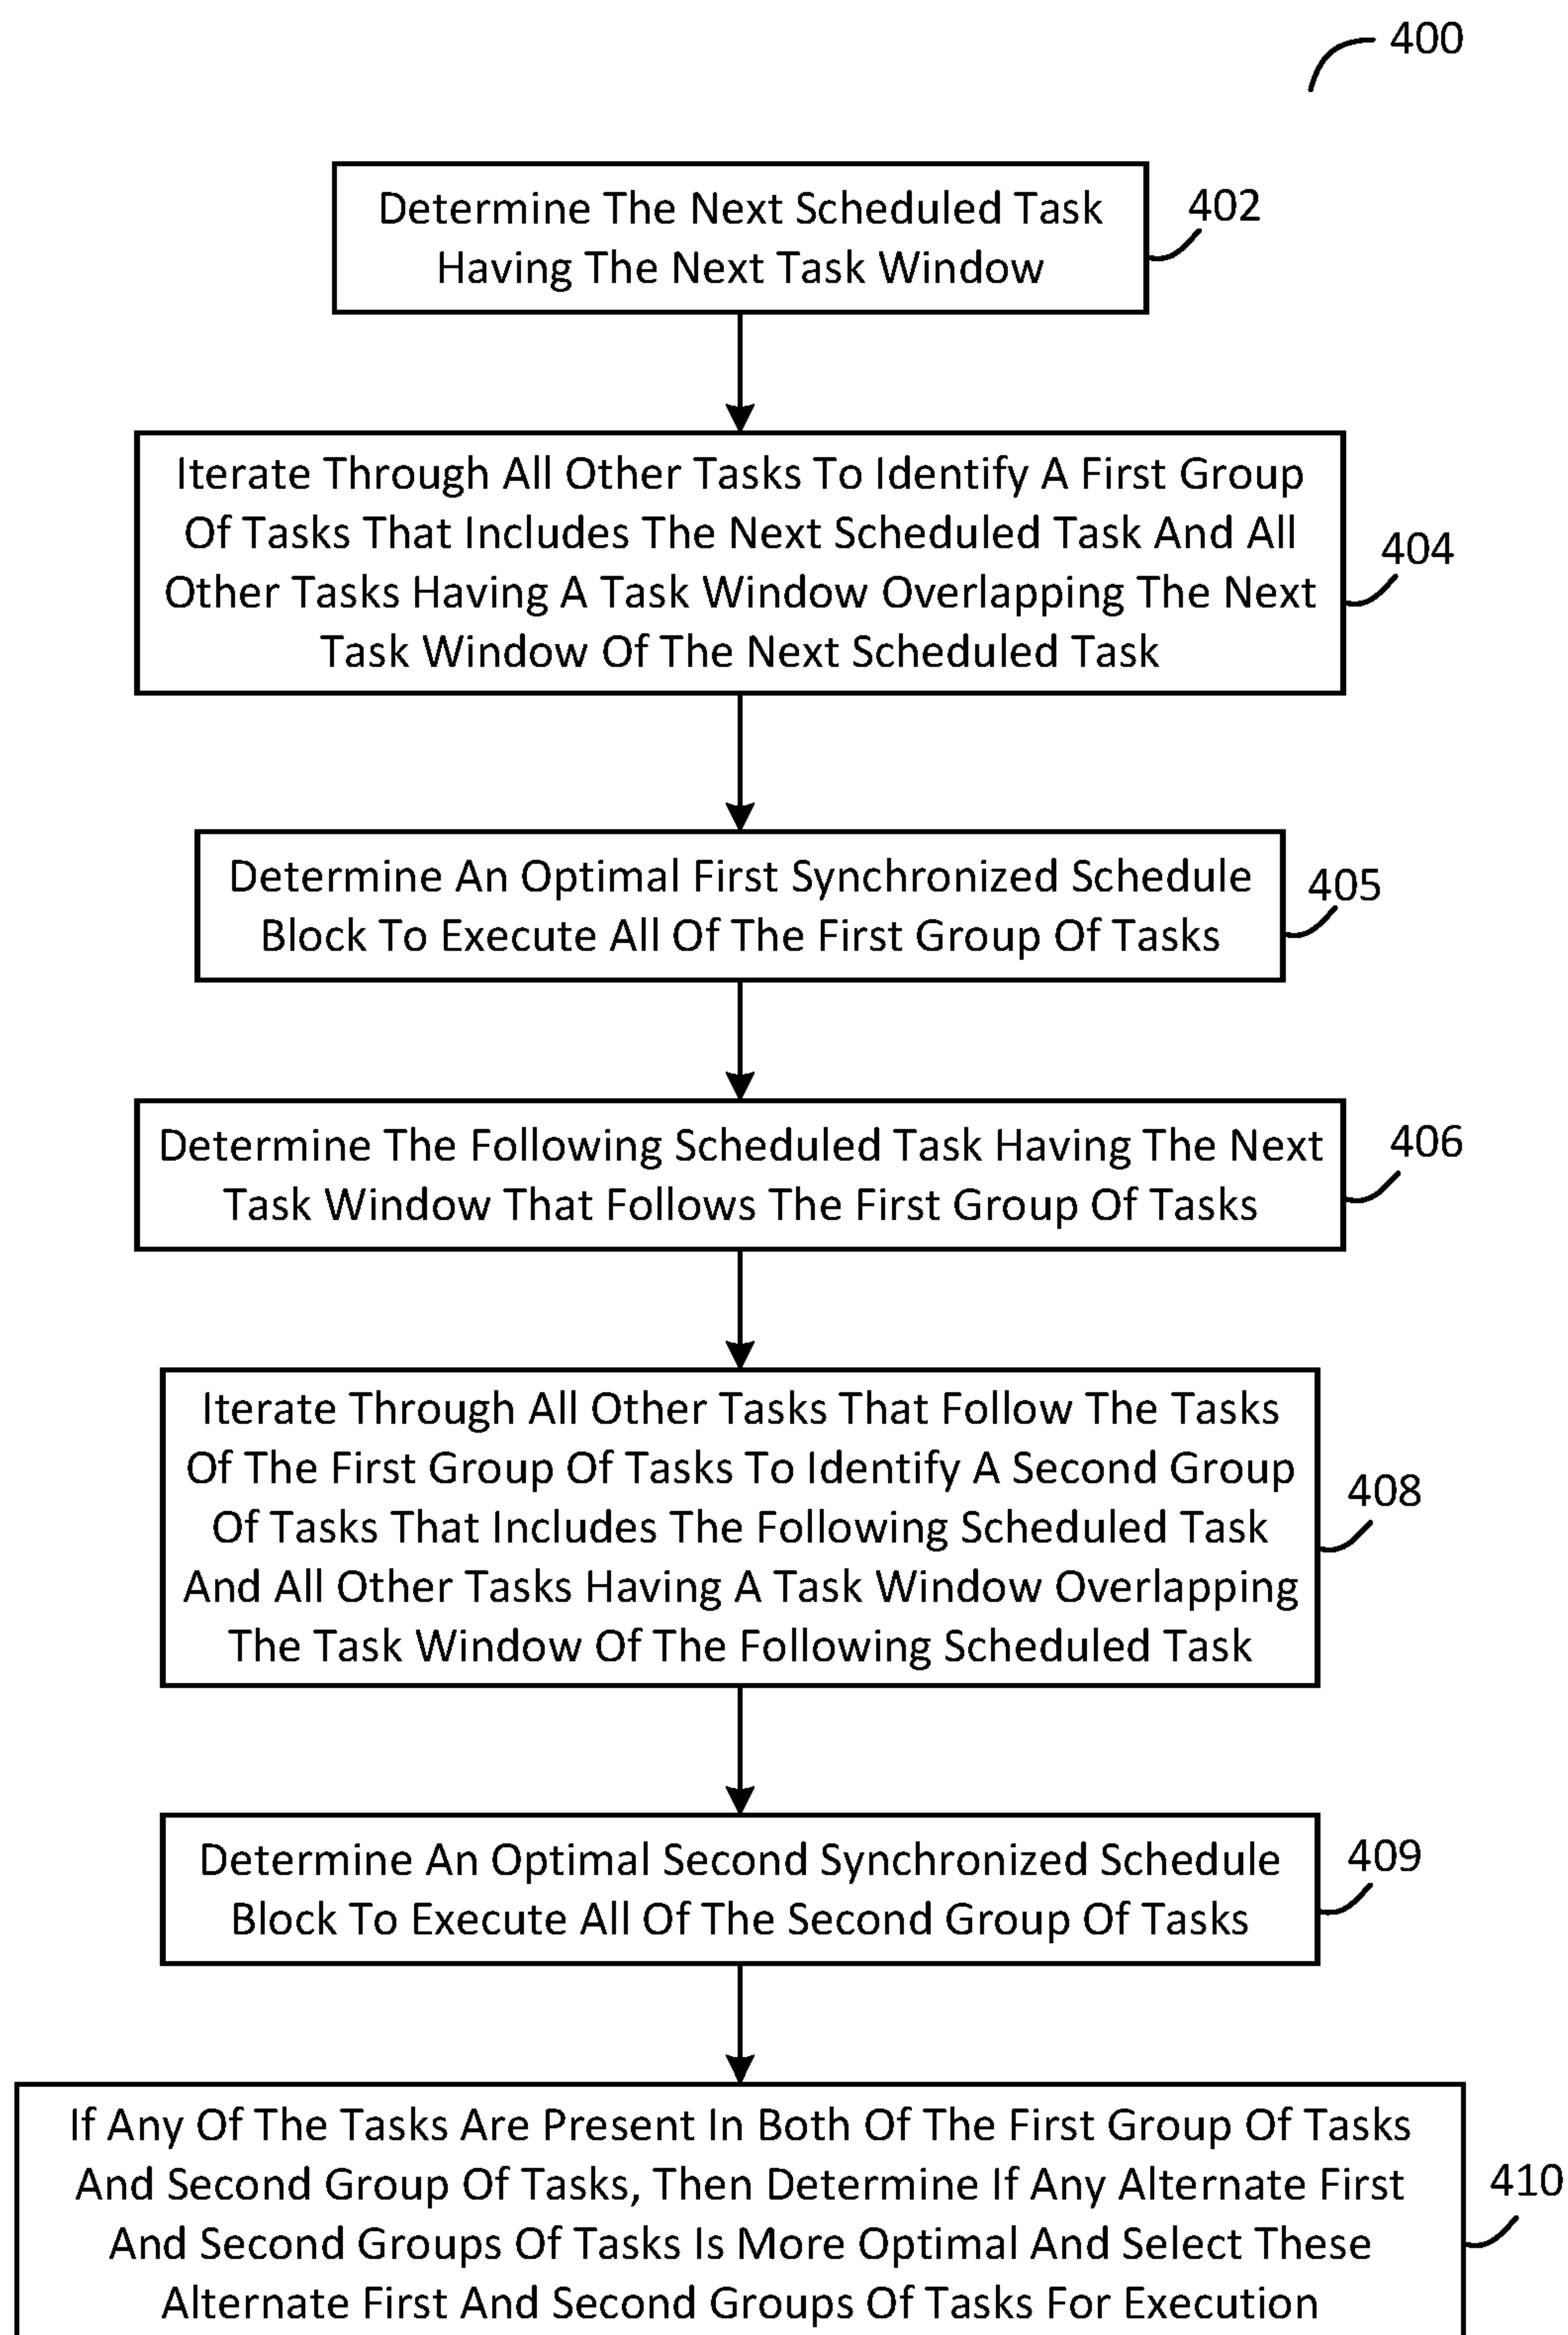 400
Determine The Next Scheduled Task
Having The Next Task Window
402
Iterate Through All Other Tasks To Identify A First Group
Of Tasks That Includes The Next Scheduled Task And All
Other Tasks Having A Task Window Overlapping The Next
Task Window Of The Next Scheduled Task
404
Determine An Optimal First Synchronized Schedule
Block To Execute All Of The First Group Of Tasks
405
Determine The Following Scheduled Task Having The Next
Task Window That Follows The First Group Of Tasks
406
Iterate Through All Other Tasks That Follow The Tasks
Of The First Group Of Tasks To Identify A Second Group
Of Tasks That Includes The Following Scheduled Task
And All Other Tasks Having A Task Window Overlapping
The Task Window Of The Following Scheduled Task
408
Determine An Optimal Second Synchronized Schedule
Block To Execute All Of The Second Group Of Tasks
409
If Any Of The Tasks Are Present In Both Of The First Group Of Tasks
And Second Group Of Tasks, Then Determine If Any Alternate First
And Second Groups Of Tasks Is More Optimal And Select These
Alternate First And Second Groups Of Tasks For Execution
410